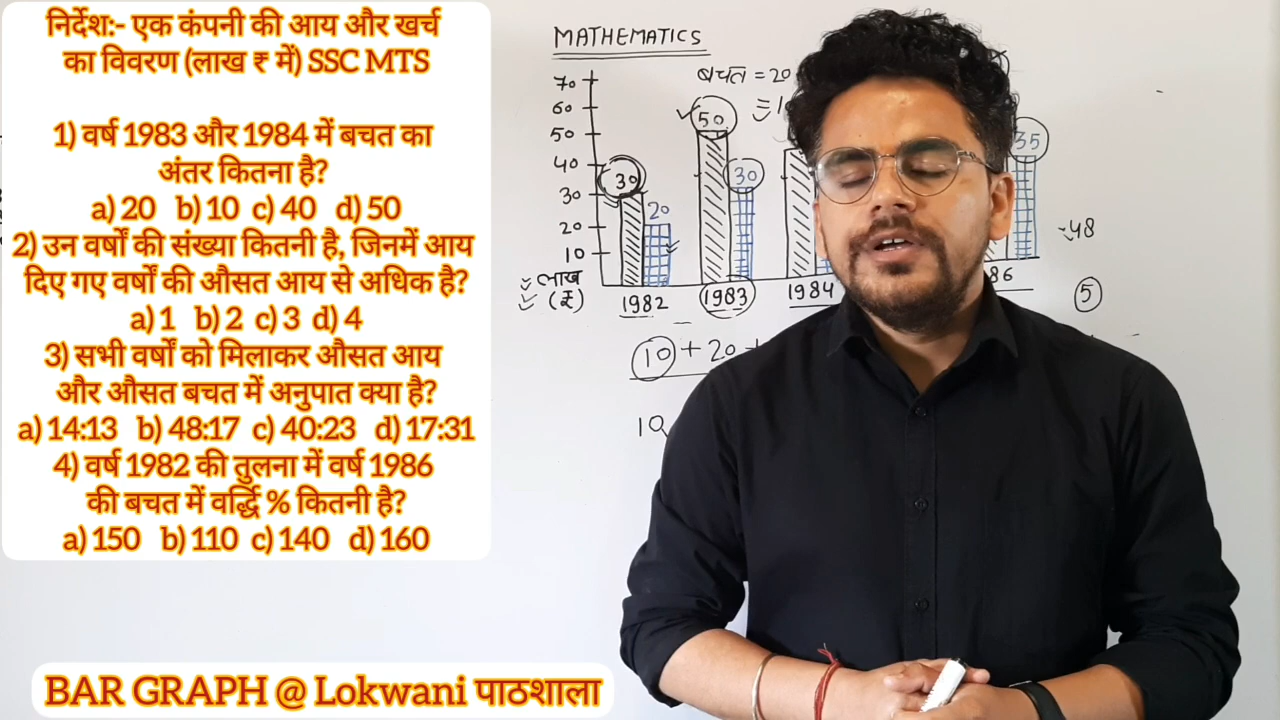 निर्देश:- एक कंपनी की आय और खर्च
का विवरण (लाख ₹ में) SSC MTS
1) वर्ष 1983 और 1984 में बचत का
अंतर कितना है?
a) 20 b) 10 c) 40 d) 50
2) उन वर्षों की संख्या कितनी है, जिनमें आय
दिए गए वर्षों की औसत आय से अधिक है?
a) 1 b) 2 c) 3 d) 4
3) सभी वर्षों को मिलाकर औसत आय
और औसत बचत में अनुपात क्या है?
a) 14:13 b) 48:17 c) 40:23 d) 17:31
4) वर्ष 1982 की तुलना में वर्ष 1986
की बचत में वर्द्धि % कितनी है?
a) 150 b) 110 c) 140 d) 160
BAR GRAPH @ Lokwani पाठशाला
MATHEMATICS
बचत = 20
70
60
50
40
30
20
10
लाख
(₹)
30
20
50
30
35
48
1982
1983
1984
86
5
10 + 20 +